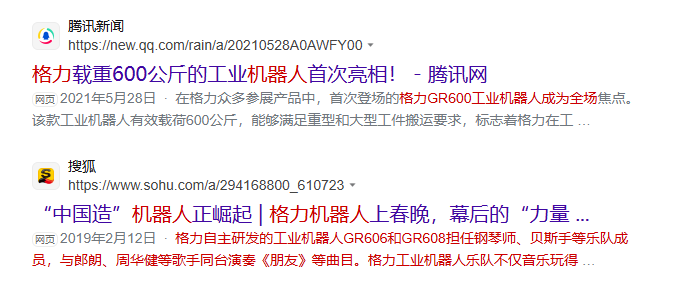 腾讯新闻
https://new.qq.com/rain/a/20210528A0AWFY00
格力载重600公斤的工业机器人首次亮相！ - 腾讯网
网页 2021年5月28日 · 在格力众多参展产品中，首次登场的格力GR600工业机器人成为全场焦点。
该款工业机器人有效载荷600公斤，能够满足重型和大型工件搬运要求，标志着格力在工 ...
搜狐
https://www.sohu.com/a/294168800_610723
“中国造”机器人正崛起 | 格力机器人上春晚，幕后的“力量 ...
网页 2019年2月12日 · 格力自主研发的工业机器人GR606和GR608担任钢琴师、贝斯手等乐队成
员，与郎朗、周华健等歌手同台演奏《朋友》等曲目。格力工业机器人乐队不仅音乐玩得 ...